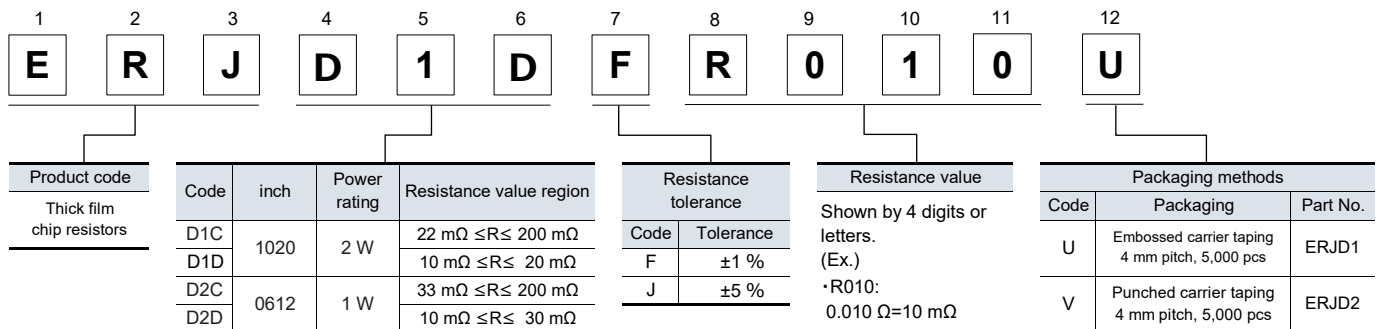 1 2 3 4 5 6 7 8 9 10 11 12
E R J D 1 D F R 0 1 0 U
Product code
Thick film
chip resistors
Code inch Power rating Resistance value region
D1C 1020 2 W 22 mΩ ≤R≤ 200 mΩ
D1D 10 mΩ ≤R≤ 20 mΩ
D2C 0612 1 W 33 mΩ ≤R≤ 200 mΩ
D2D 10 mΩ ≤R≤ 30 mΩ
Resistance
tolerance
Code Tolerance
F ±1 %
J ±5 %
Resistance value
Shown by 4 digits or
letters.
(Ex.)
・R010:
0.010 Ω=10 mΩ
Packaging methods
Code Packaging Part No.
U Embossed carrier taping 4 mm pitch, 5,000 pcs ERJD1
V Punched carrier taping 4 mm pitch, 5,000 pcs ERJD2